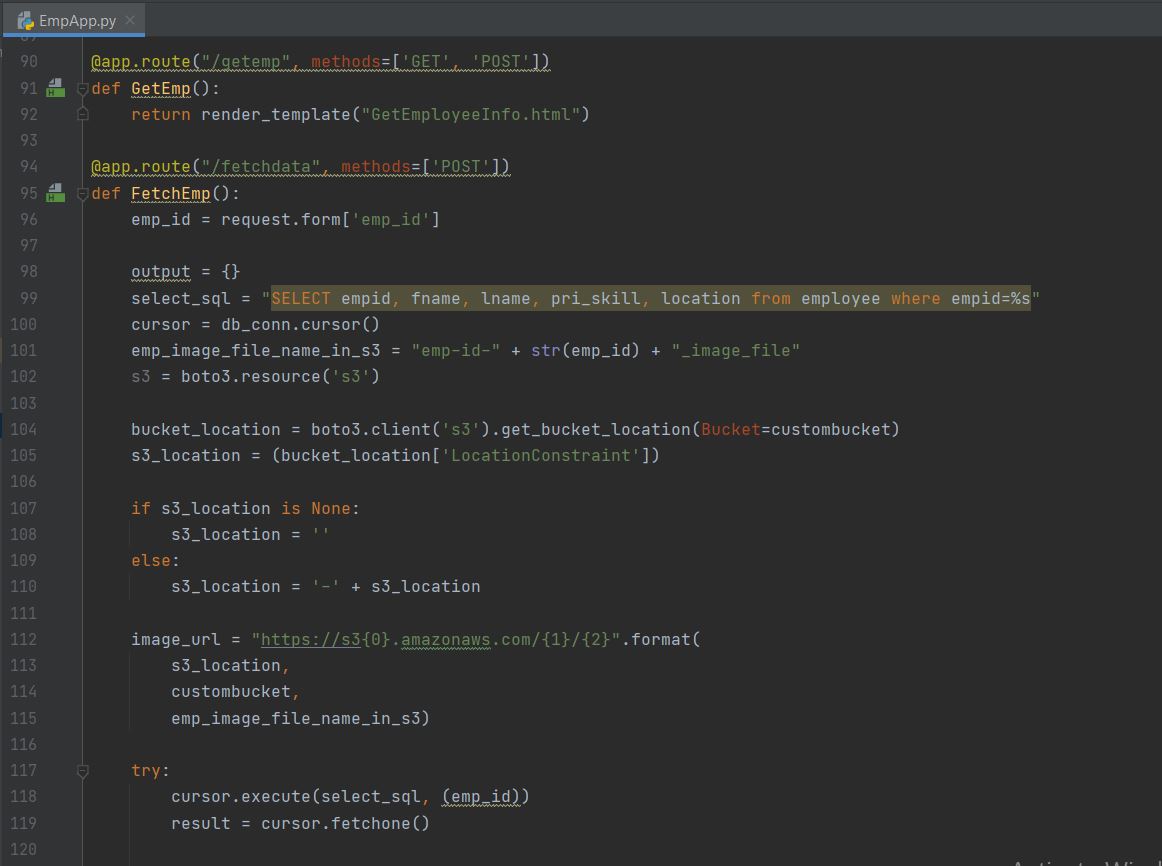 EmpApp.py
90 @app.route("/getemp", methods=['GET', 'POST'])
91 def GetEmp():
92     return render_template("GetEmployeeInfo.html")
93
94 @app.route("/fetchdata", methods=['POST'])
95 def FetchEmp():
96     emp_id = request.form['emp_id']
97
98     output = {}
99     select_sql = "SELECT empid, fname, lname, pri_skill, location from employee where empid=%s"
100     cursor = db_conn.cursor()
101     emp_image_file_name_in_s3 = "emp-id-" + str(emp_id) + "_image_file"
102     s3 = boto3.resource('s3')
103
104     bucket_location = boto3.client('s3').get_bucket_location(Bucket=custombucket)
105     s3_location = (bucket_location['LocationConstraint'])
106
107     if s3_location is None:
108         s3_location = ''
109     else:
110         s3_location = '-' + s3_location
111
112     image_url = "https://s3{0}.amazonaws.com/{1}/{2}".format(
113         s3_location,
114         custombucket,
115         emp_image_file_name_in_s3)
116
117     try:
118         cursor.execute(select_sql, (emp_id))
119         result = cursor.fetchone()
120